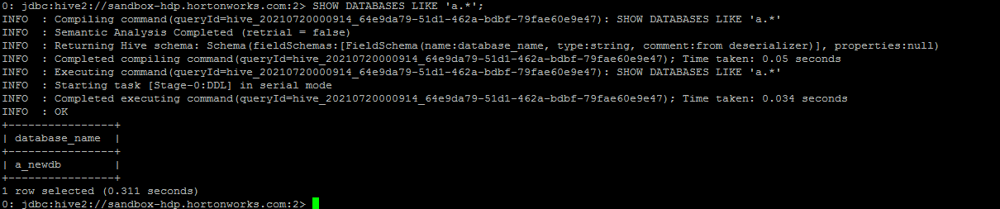 0: jdbc:hive2://sandbox-hdp.hortonworks.com:2> SHOW DATABASES LIKE 'a.*';
INFO  : Compiling command(queryId=hive_20210720000914_64e9da79-51d1-462a-bdbf-79fae60e9e47): SHOW DATABASES LIKE 'a.*'
INFO  : Semantic Analysis Completed (retrial = false)
INFO  : Returning Hive schema: Schema(fieldSchemas:[FieldSchema(name:database_name, type:string, comment:from deserializer)], properties:null)
INFO  : Completed compiling command(queryId=hive_20210720000914_64e9da79-51d1-462a-bdbf-79fae60e9e47); Time taken: 0.05 seconds
INFO  : Executing command(queryId=hive_20210720000914_64e9da79-51d1-462a-bdbf-79fae60e9e47): SHOW DATABASES LIKE 'a.*'
INFO  : Starting task [Stage-0:DDL] in serial mode
INFO  : Completed executing command(queryId=hive_20210720000914_64e9da79-51d1-462a-bdbf-79fae60e9e47); Time taken: 0.034 seconds
INFO  : OK
+----------------+
| database_name  |
+----------------+
| a_newdb        |
+----------------+
1 row selected (0.311 seconds)
0: jdbc:hive2://sandbox-hdp.hortonworks.com:2>